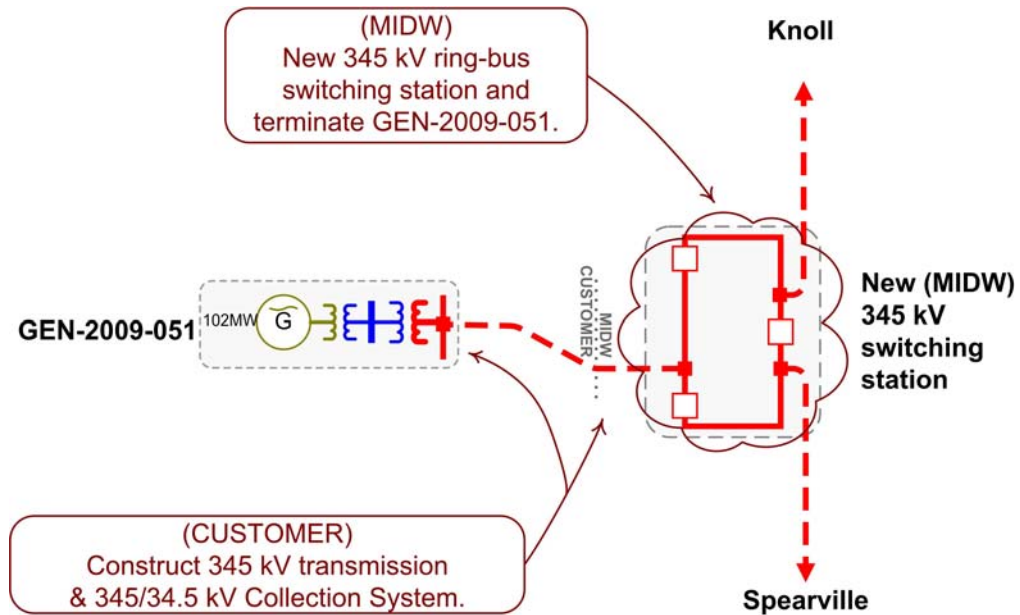 (MIDW)
New 345 kV ring-bus
switching station and
terminate GEN-2009-051.
Knoll
MIDW
CUSTOMER
GEN-2009-051
102MW
G
New (MIDW)
345 kV
switching
station
(CUSTOMER)
Construct 345 kV transmission
& 345/34.5 kV Collection System.
Spearville